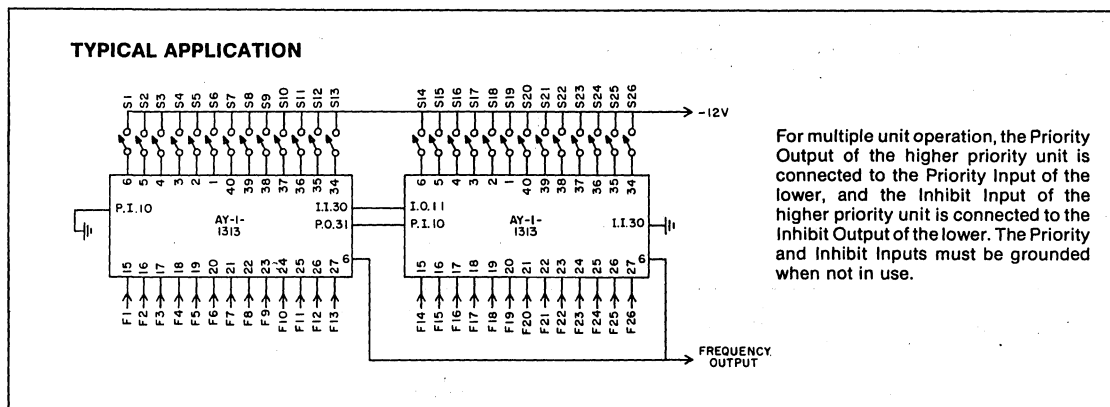 TYPICAL APPLICATION
S1 S2 S3 S4 S5 S6 S7 S8 S9 S10 S11 S12 S13 S14 S15 S16 S17 S18 S19 S20 S21 S22 S23 S24 S25 S26
-12V
6 5 4 3 2 1 40 39 38 37 36 35 34 6 5 4 3 2 1 40 39 38 37 36 35 34
P.I.10 AY-1-1313 I.I.30 P.O.31 6
I.O.11 P.I.10 AY-1-1313 I.I.30 6
15 16 17 18 19 20 21 22 23 24 25 26 27 15 16 17 18 19 20 21 22 23 24 25 26 27
F1 F2 F3 F4 F5 F6 F7 F8 F9 F10 F11 F12 F13 F14 F15 F16 F17 F18 F19 F20 F21 F22 F23 F24 F25 F26
FREQUENCY
OUTPUT
For multiple unit operation, the Priority
Output of the higher priority unit is
connected to the Priority Input of the
lower, and the Inhibit Input of the
higher priority unit is connected to the
Inhibit Output of the lower. The Priority
and Inhibit Inputs must be grounded
when not in use.